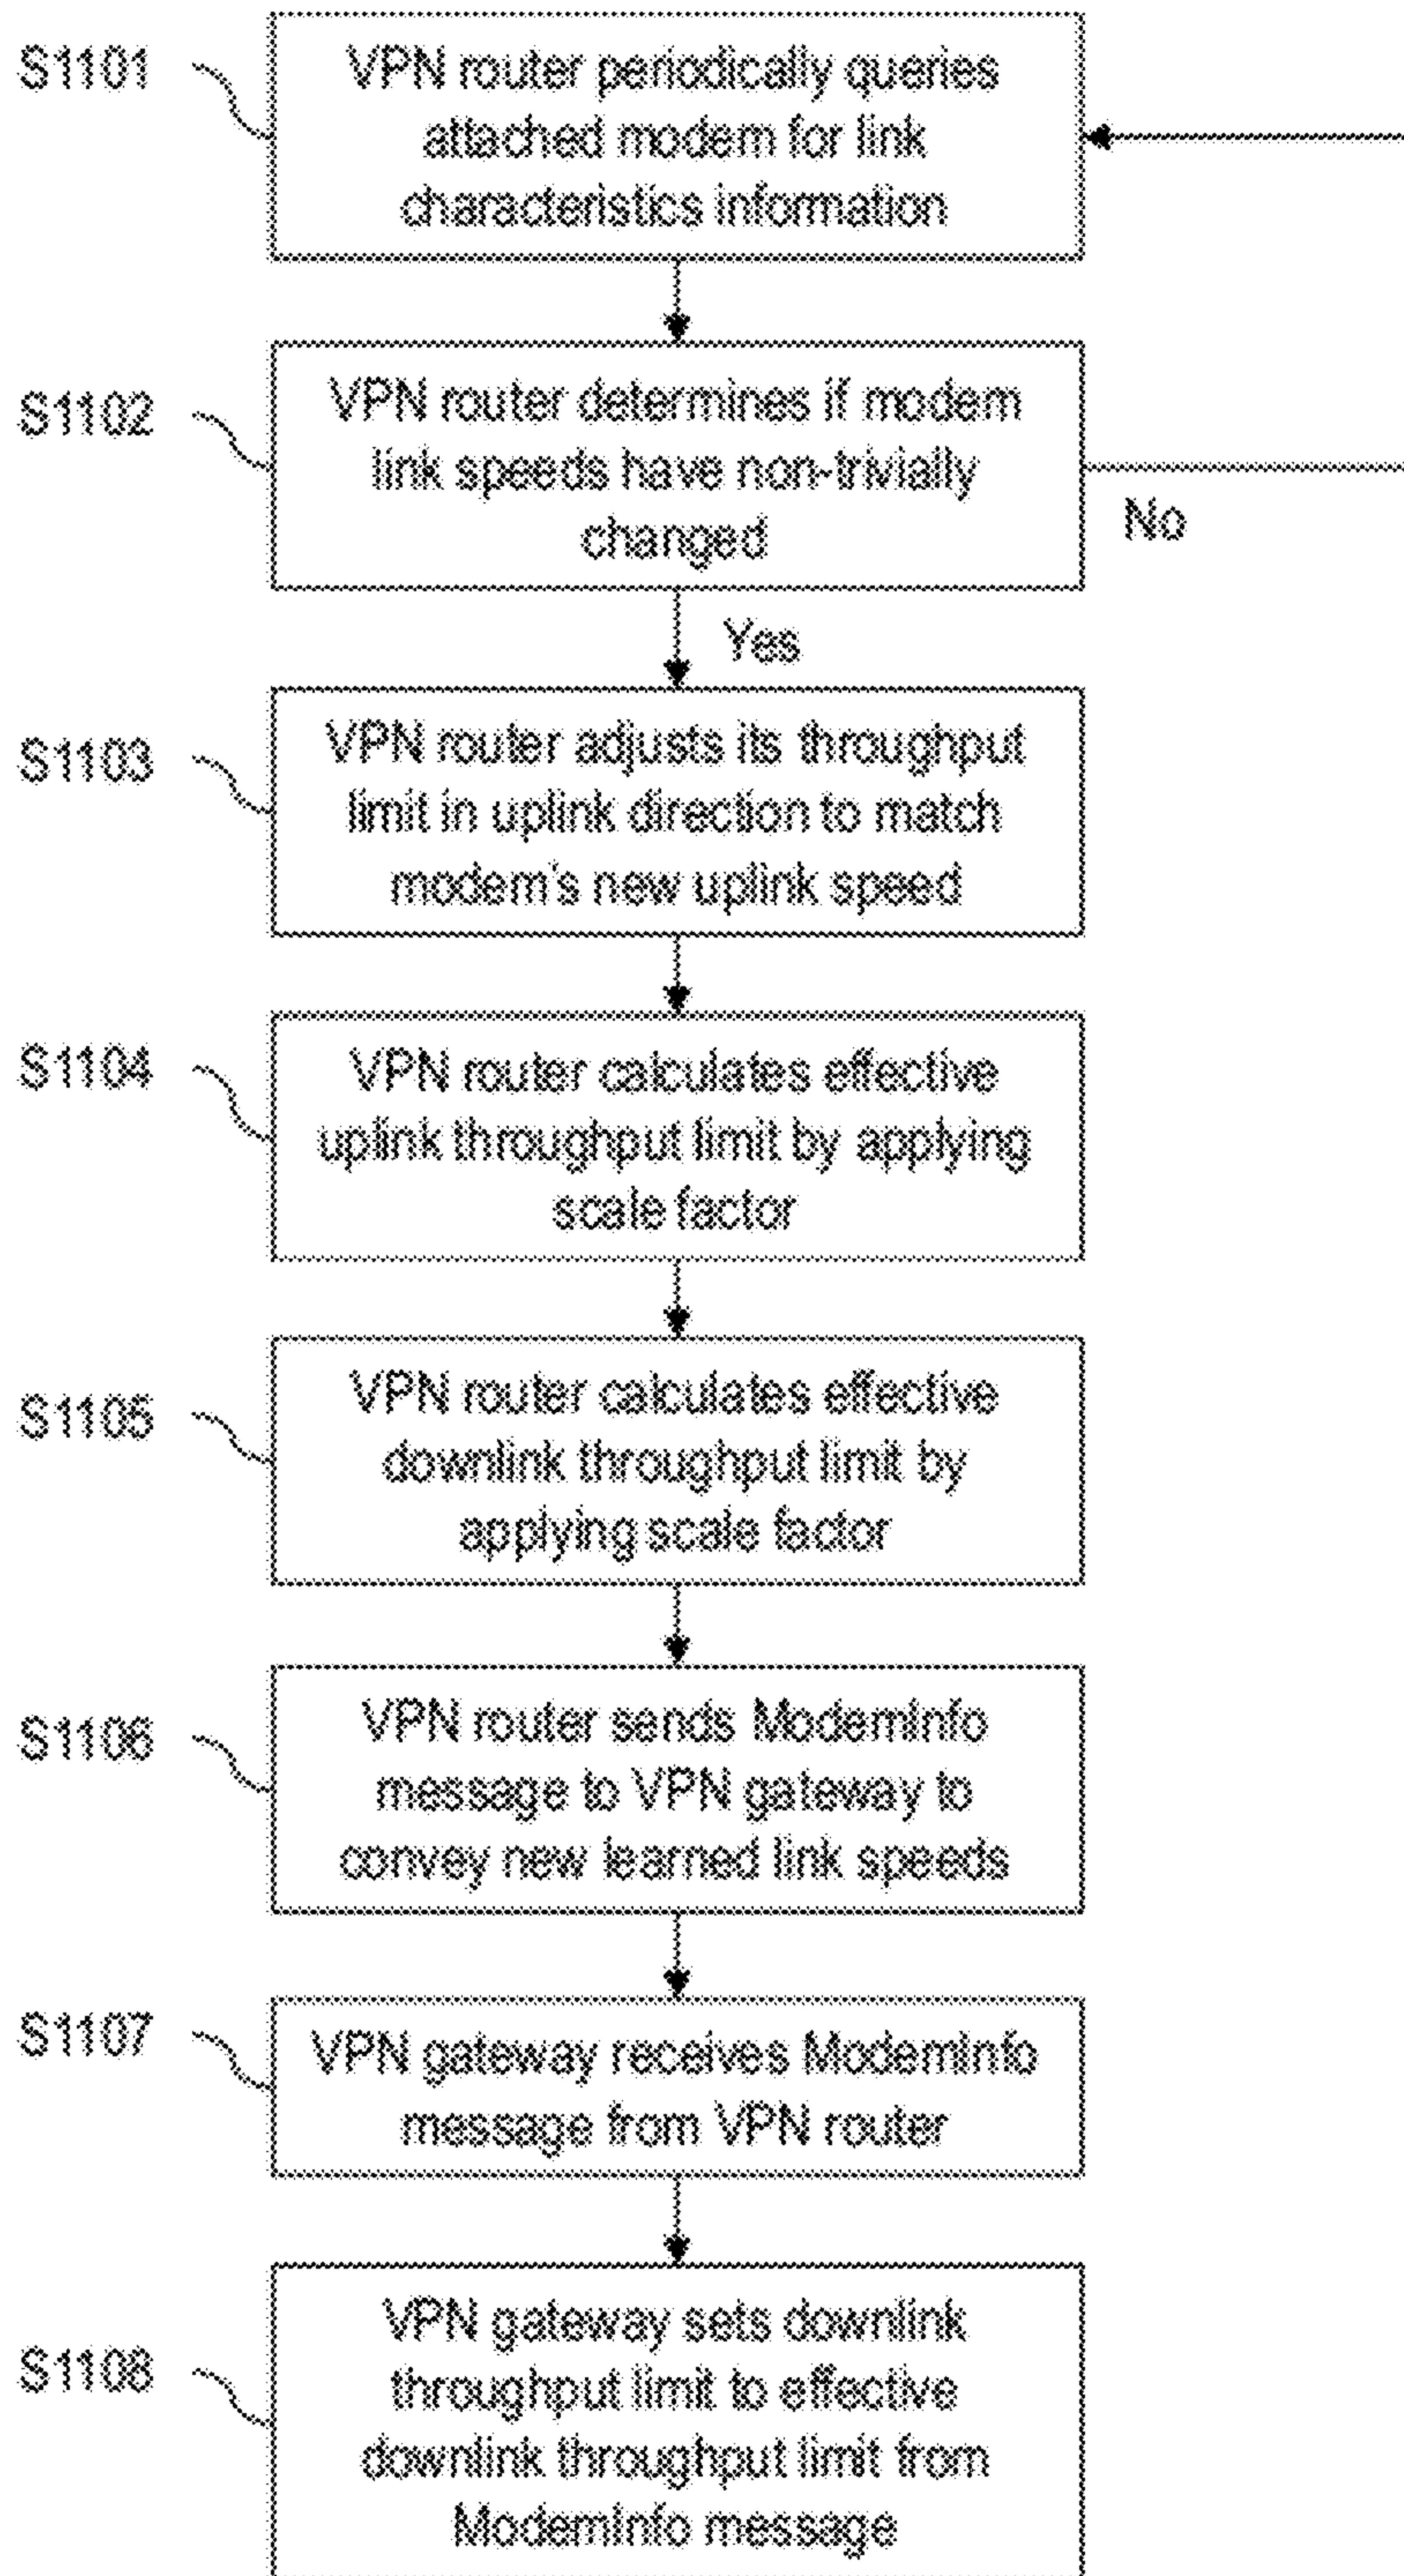 S1101
VPN router periodically queries
attached modem for link
characteristics information
S1102
VPN router determines if modem
link speeds have non-trivially
changed
No
Yes
S1103
VPN router adjusts its throughput
limit in uplink direction to match
modem's new uplink speed
S1104
VPN router calculates effective
uplink throughput limit by applying
scale factor
S1105
VPN router calculates effective
downlink throughput limit by
applying scale factor
S1106
VPN router sends ModemInfo
message to VPN gateway to
convey new learned link speeds
S1107
VPN gateway receives ModemInfo
message from VPN router
S1108
VPN gateway sets downlink
throughput limit to effective
downlink throughput limit from
ModemInfo message